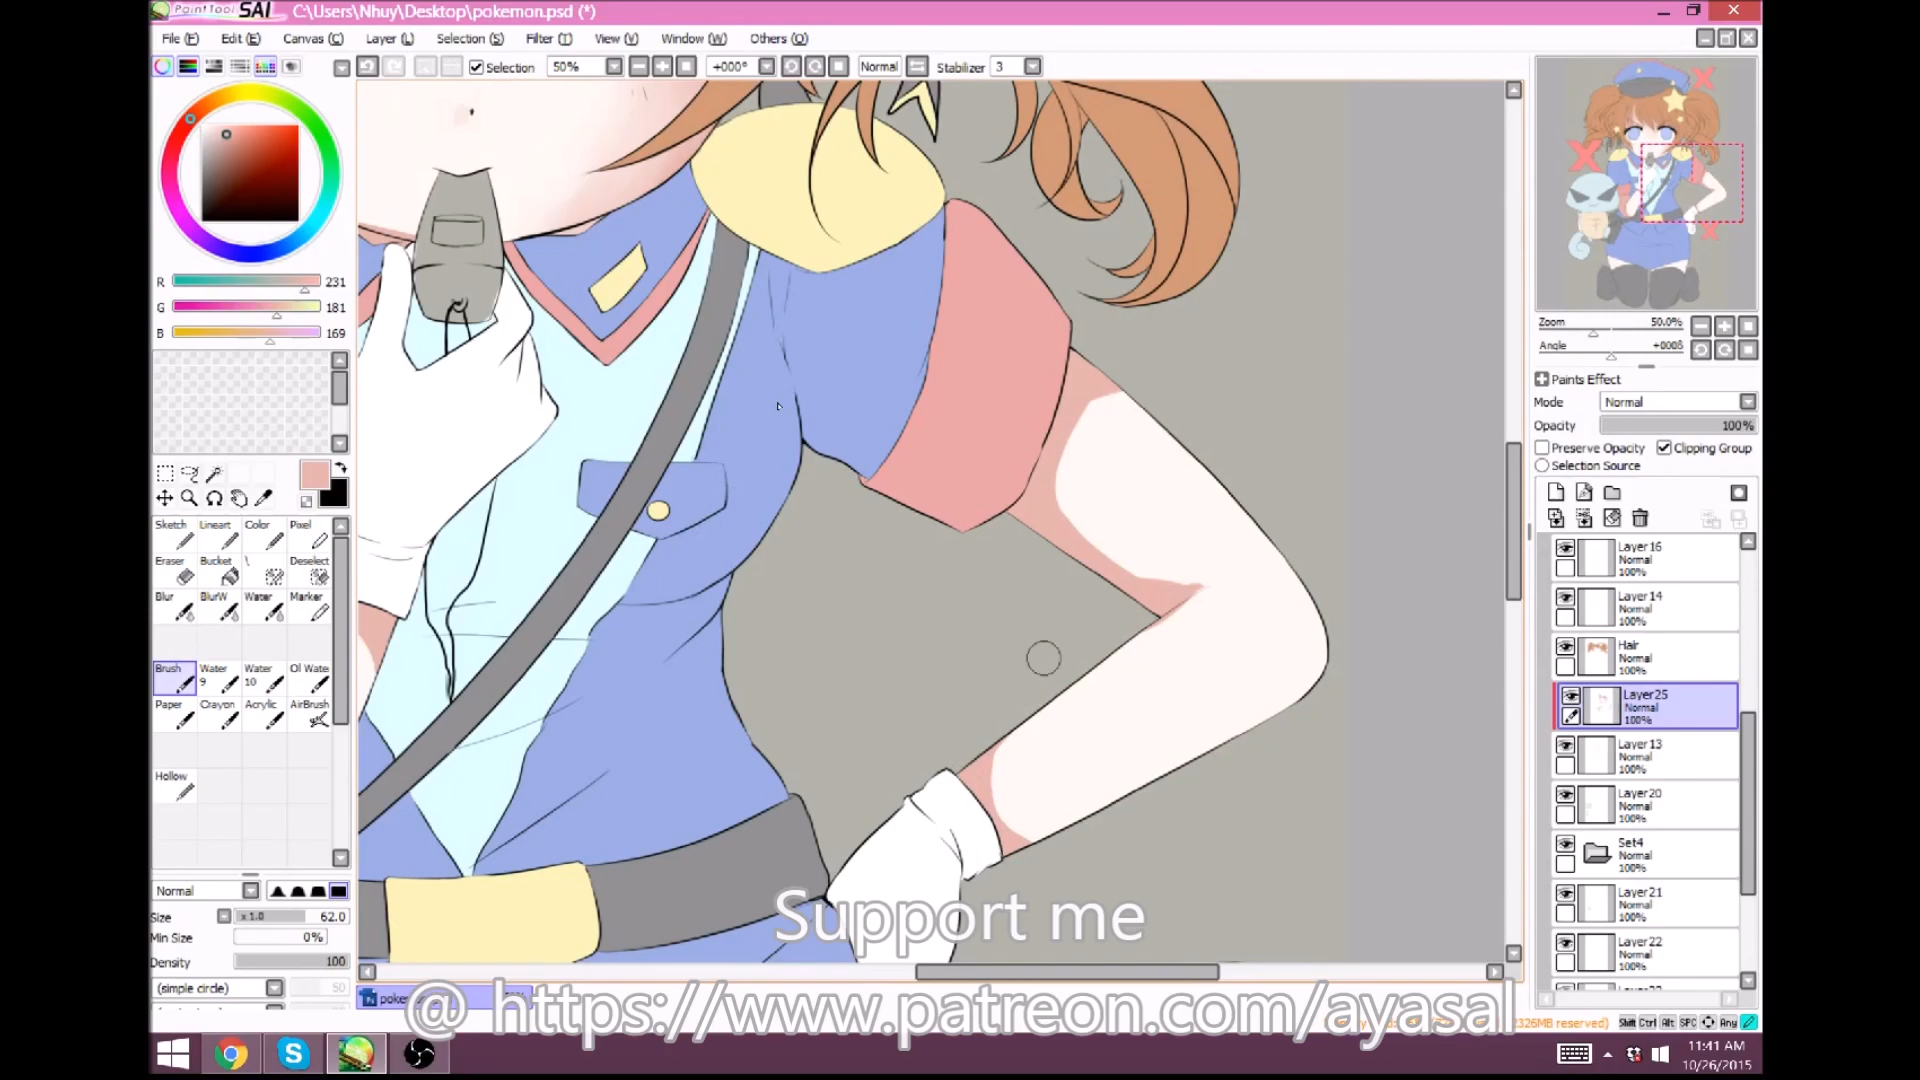 PaintTool SAI C:\Users\Nhuy\Desktop\pokemon.psd (*)
File (F) Edit (E) Canvas (C) Layer (L) Selection (S) Filter (T) View (V) Window (W) Others (O)
Selection 50% +000° Normal Stabilizer 3
R 231
G 181
B 169
Sketch Lineart Color Pixel
Eraser Bucket \ Deselect
Blur BlurW Water Marker
Brush Water 9 Water 10 Ol Wate
Paper Crayon Acrylic AirBrush
Hollow
Normal
Size x 1.0 62.0
Min Size 0%
Density 100
(simple circle) 50
Zoom 50.0%
Angle +000ß
Paints Effect
Mode Normal
Opacity 100%
Preserve Opacity Clipping Group
Selection Source
Layer16
Normal
100%
Layer14
Normal
100%
Hair
Normal
100%
Layer25
Normal
100%
Layer13
Normal
100%
Layer20
Normal
100%
Set4
Normal
100%
Layer21
Normal
100%
Layer22
Normal
100%
Support me
@ https://www.patreon.com/ayasal
326MB reserved) Shift Ctrl Alt SPC Any
11:41 AM
10/26/2015